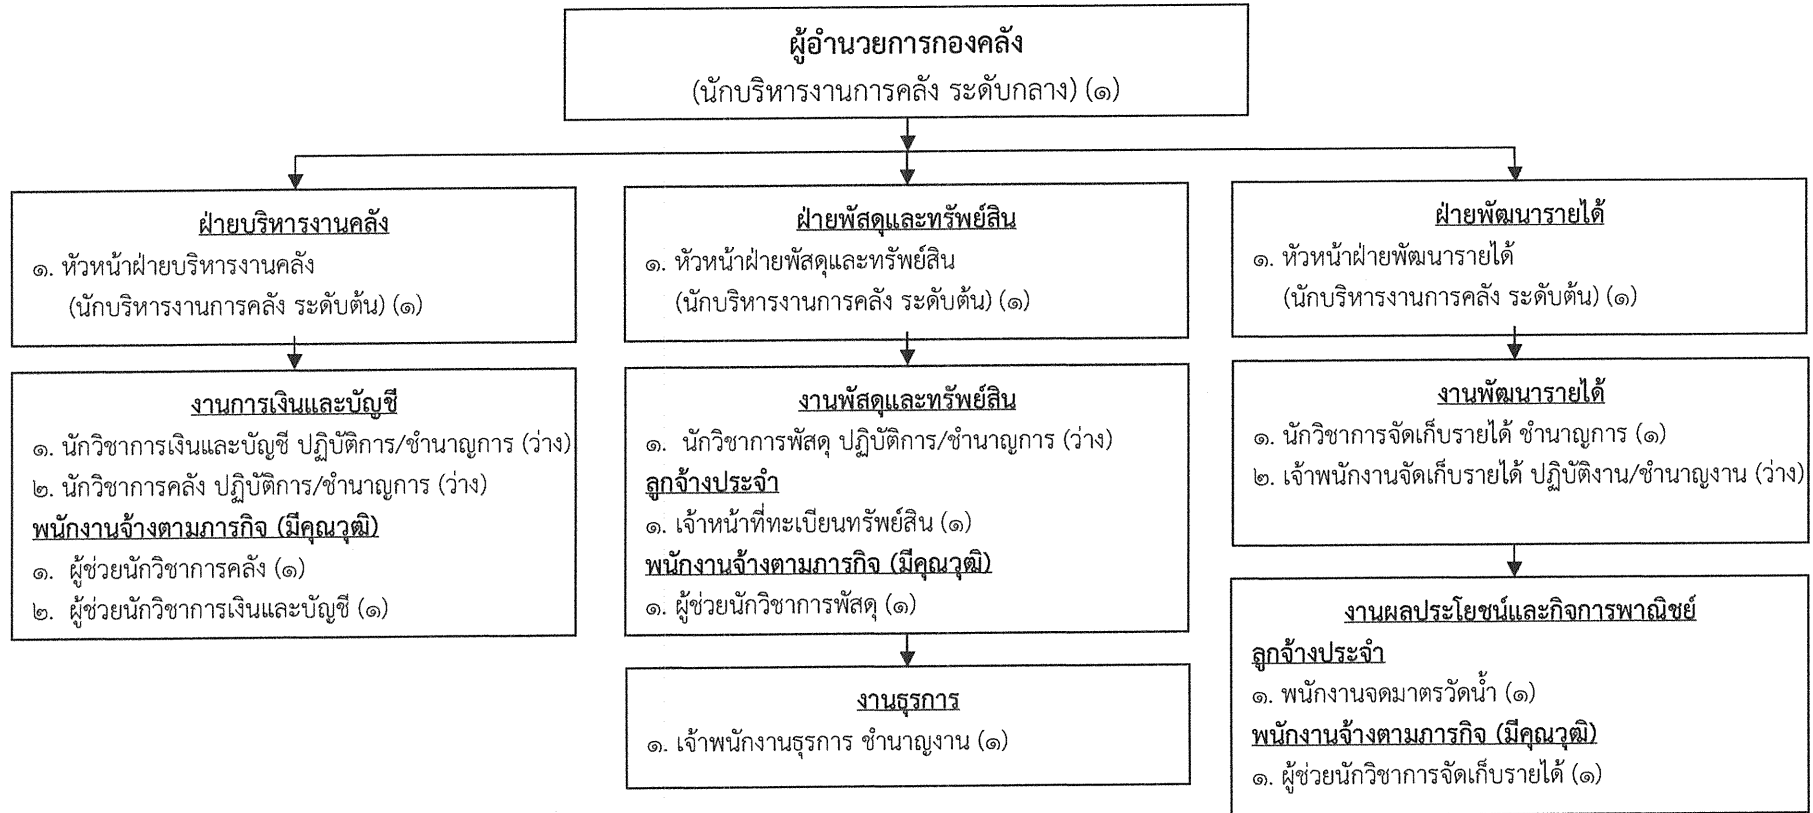 ผู้อำนวยการกองคลัง
(นักบริหารงานการคลัง ระดับกลาง) (๑)
ฝ่ายบริหารงานคลัง
๑. หัวหน้าฝ่ายบริหารงานคลัง
(นักบริหารงานการคลัง ระดับต้น) (๑)
งานการเงินและบัญชี
๑. นักวิชาการเงินและบัญชี ปฏิบัติการ/ชำนาญการ (ว่าง)
๒. นักวิชาการคลัง ปฏิบัติการ/ชำนาญการ (ว่าง)
พนักงานจ้างตามภารกิจ (มีคุณวุฒิ)
๑. ผู้ช่วยนักวิชาการคลัง (๑)
๒. ผู้ช่วยนักวิชาการเงินและบัญชี (๑)
ฝ่ายพัสดุและทรัพย์สิน
๑. หัวหน้าฝ่ายพัสดุและทรัพย์สิน
(นักบริหารงานการคลัง ระดับต้น) (๑)
งานพัสดุและทรัพย์สิน
๑. นักวิชาการพัสดุ ปฏิบัติการ/ชำนาญการ (ว่าง)
ลูกจ้างประจำ
๑. เจ้าหน้าที่ทะเบียนทรัพย์สิน (๑)
พนักงานจ้างตามภารกิจ (มีคุณวุฒิ)
๑. ผู้ช่วยนักวิชาการพัสดุ (๑)
งานธุรการ
๑. เจ้าพนักงานธุรการ ชำนาญงาน (๑)
ฝ่ายพัฒนารายได้
๑. หัวหน้าฝ่ายพัฒนารายได้
(นักบริหารงานการคลัง ระดับต้น) (๑)
งานพัฒนารายได้
๑. นักวิชาการจัดเก็บรายได้ ชำนาญการ (๑)
๒. เจ้าพนักงานจัดเก็บรายได้ ปฏิบัติงาน/ชำนาญงาน (ว่าง)
งานผลประโยชน์และกิจการพาณิชย์
ลูกจ้างประจำ
๑. พนักงานจดมาตรวัดน้ำ (๑)
พนักงานจ้างตามภารกิจ (มีคุณวุฒิ)
๑. ผู้ช่วยนักวิชาการจัดเก็บรายได้ (๑)